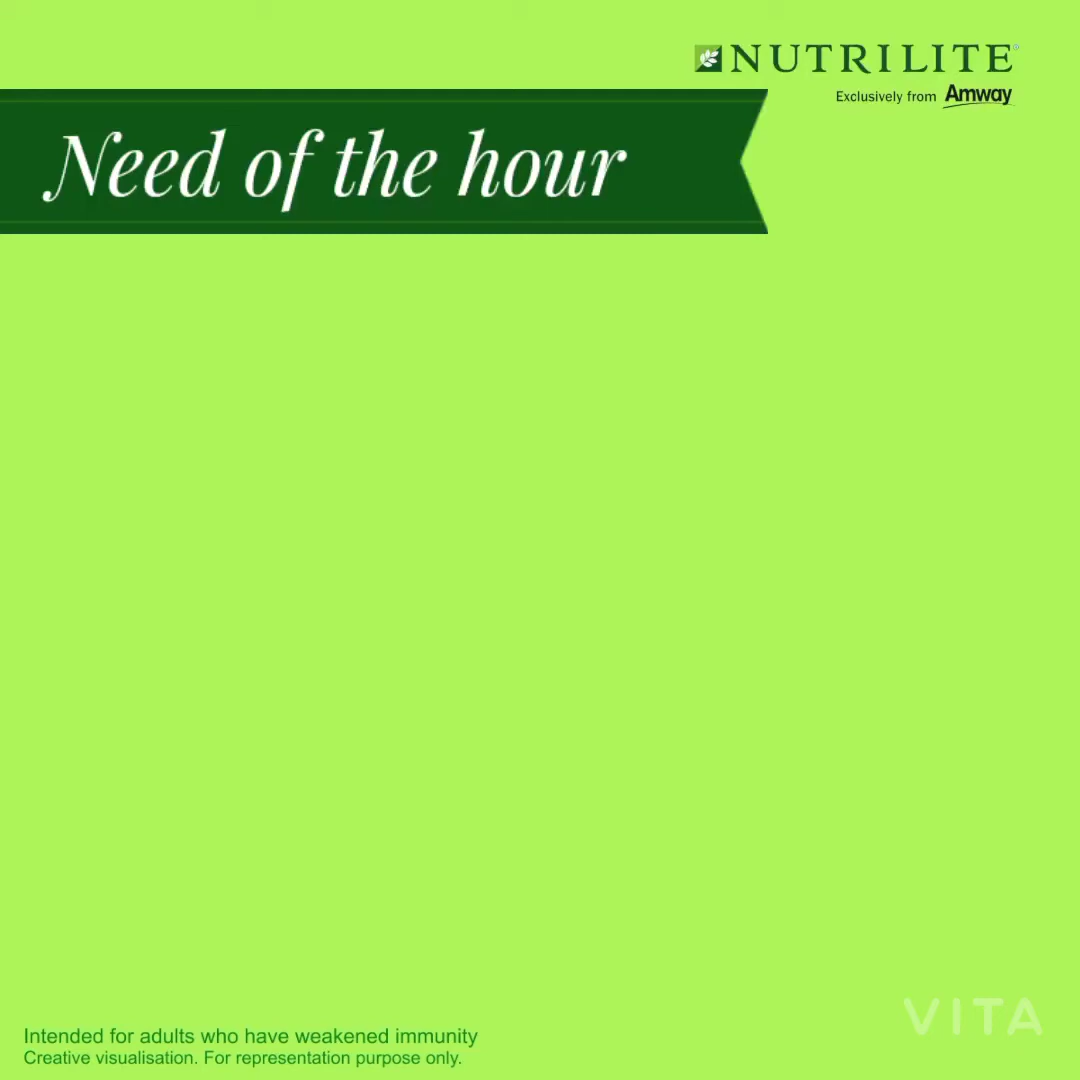 NUTRILITE®
Exclusively from Amway
Need of the hour
VITA
Intended for adults who have weakened immunity
Creative visualisation. For representation purpose only.